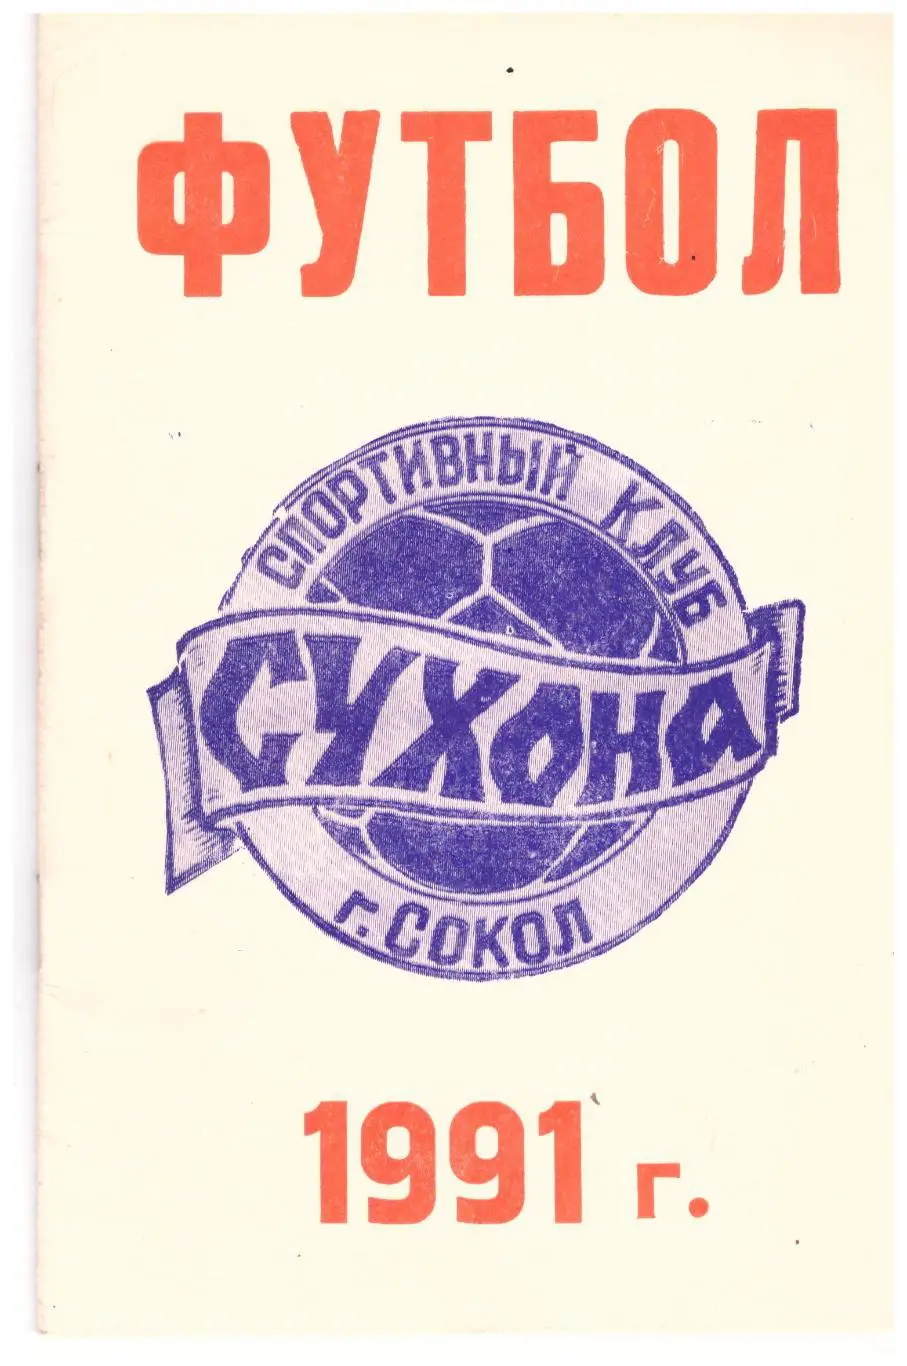 ФУТБОЛ
СПОРТИВНЫЙ КЛУБ
СУХОНА
г. СОКОЛ
1991 г.